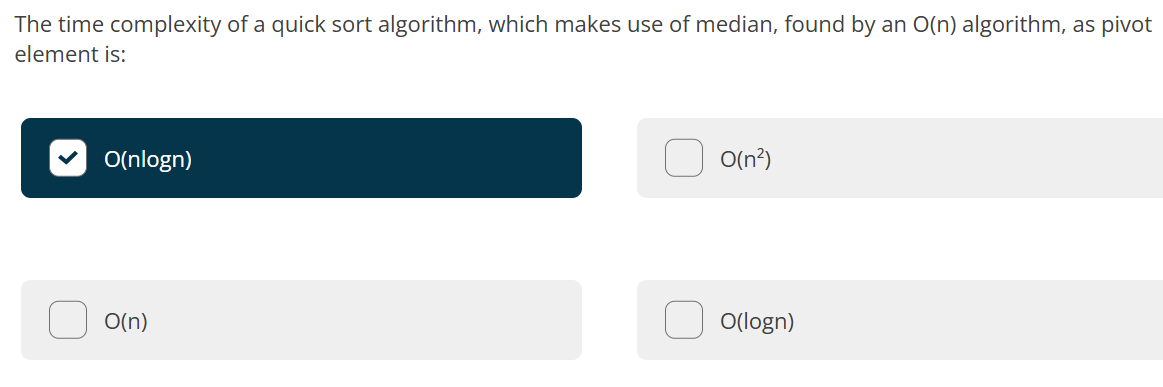 The time complexity of a quick sort algorithm, which makes use of median, found by an O(n) algorithm, as pivot
element is:
O(nlogn)
O(n²)
O(n)
O(logn)